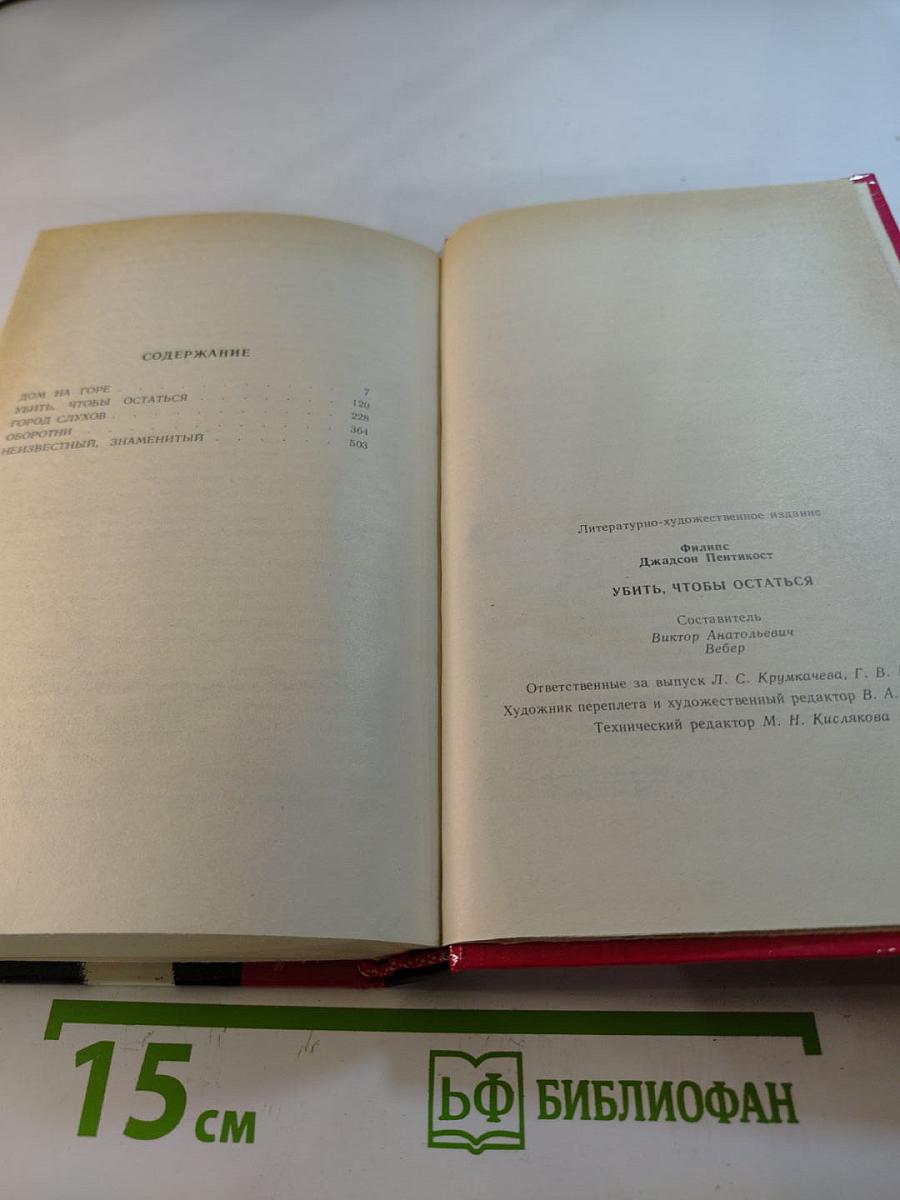 СОДЕРЖАНИЕ
ДОМ НА ГОРЕ . . . . . . . . . . . 7
УБИТЬ, ЧТОБЫ ОСТАТЬСЯ . . . . . . . 120
ГОРОД СЛУХОВ . . . . . . . . . . . 228
ОБОРОТНИ . . . . . . . . . . . . 364
НЕИЗВЕСТНЫЙ, ЗНАМЕНИТЫЙ . . . . . . 503
Литературно-художественное издание
Филипс
Джадсон Пентикост
УБИТЬ, ЧТОБЫ ОСТАТЬСЯ
Составитель
Виктор Анатольевич
Вебер
Ответственные за выпуск Л. С. Крумкачева, Г. В.
Художник переплета и художественный редактор В. А.
Технический редактор М. Н. Кислякова
15 см
ЬФ БИБЛИОФАН